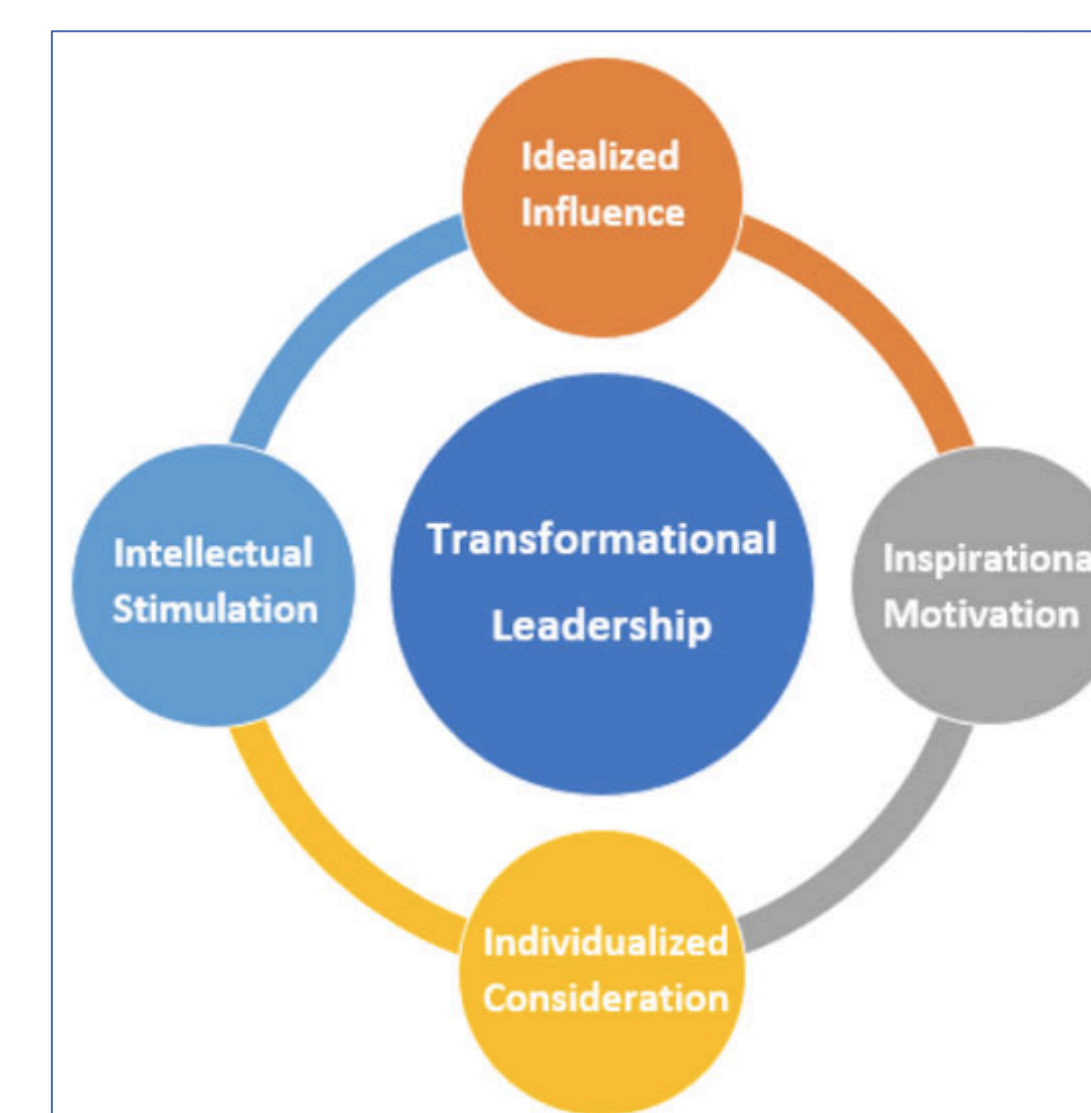 Idealized
Influence
Transformational
Leadership
Intellectual
Stimulation
Inspirationa
Motivation
Individualized
Consideration